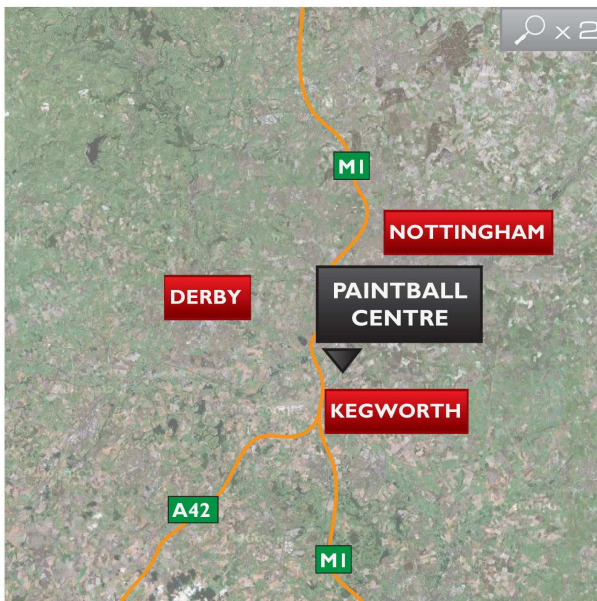 x 2
M1
NOTTINGHAM
DERBY
PAINTBALL
CENTRE
KEGWORTH
A42
M1